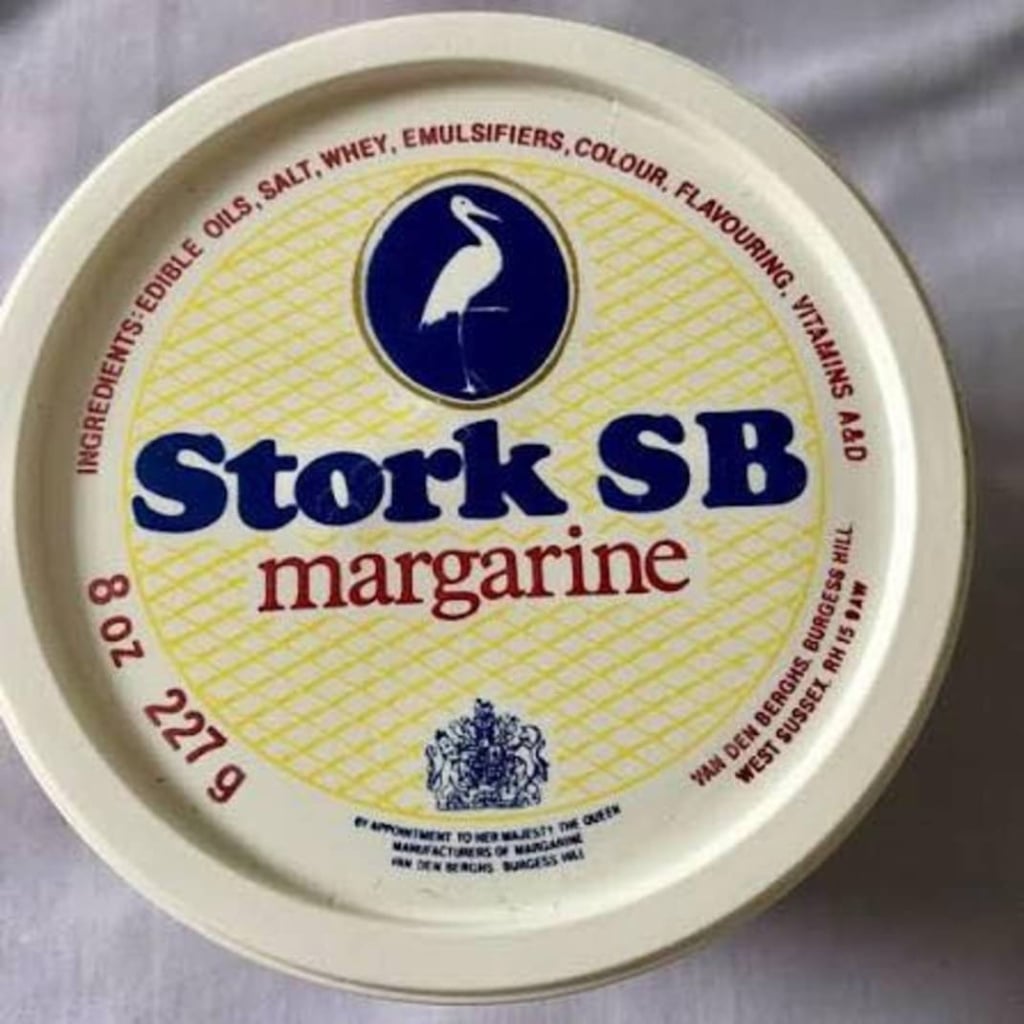 INGREDIENTS: EDIBLE OILS, SALT, WHEY, EMULSIFIERS, COLOUR, FLAVOURING, VITAMINS A&D
Stork SB
margarine
8 oz 227 g
VAN DEN BERGHS, BURGESS HILL
WEST SUSSEX RH15 9AW
BY APPOINTMENT TO HER MAJESTY THE QUEEN
MANUFACTURERS OF MARGARINE
VAN DEN BERGHS BURGESS HILL